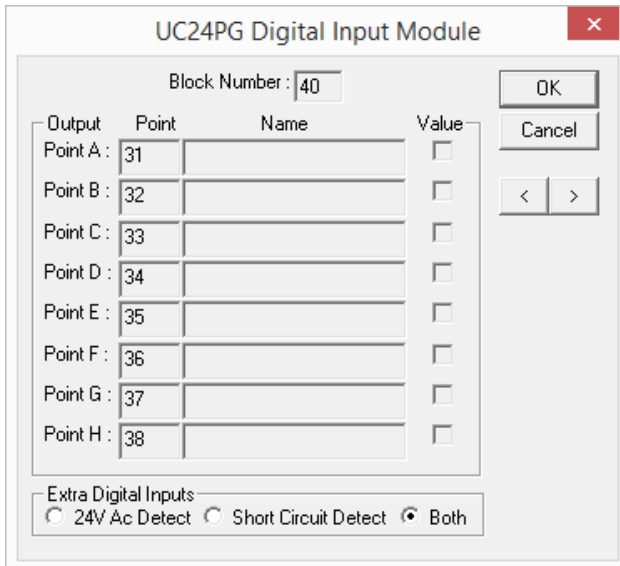 UC24PG Digital Input Module
Block Number : 40
OK
Cancel
< >
Output Point Name Value
Point A : 31
Point B : 32
Point C : 33
Point D : 34
Point E : 35
Point F : 36
Point G : 37
Point H : 38
Extra Digital Inputs
24V Ac Detect Short Circuit Detect Both